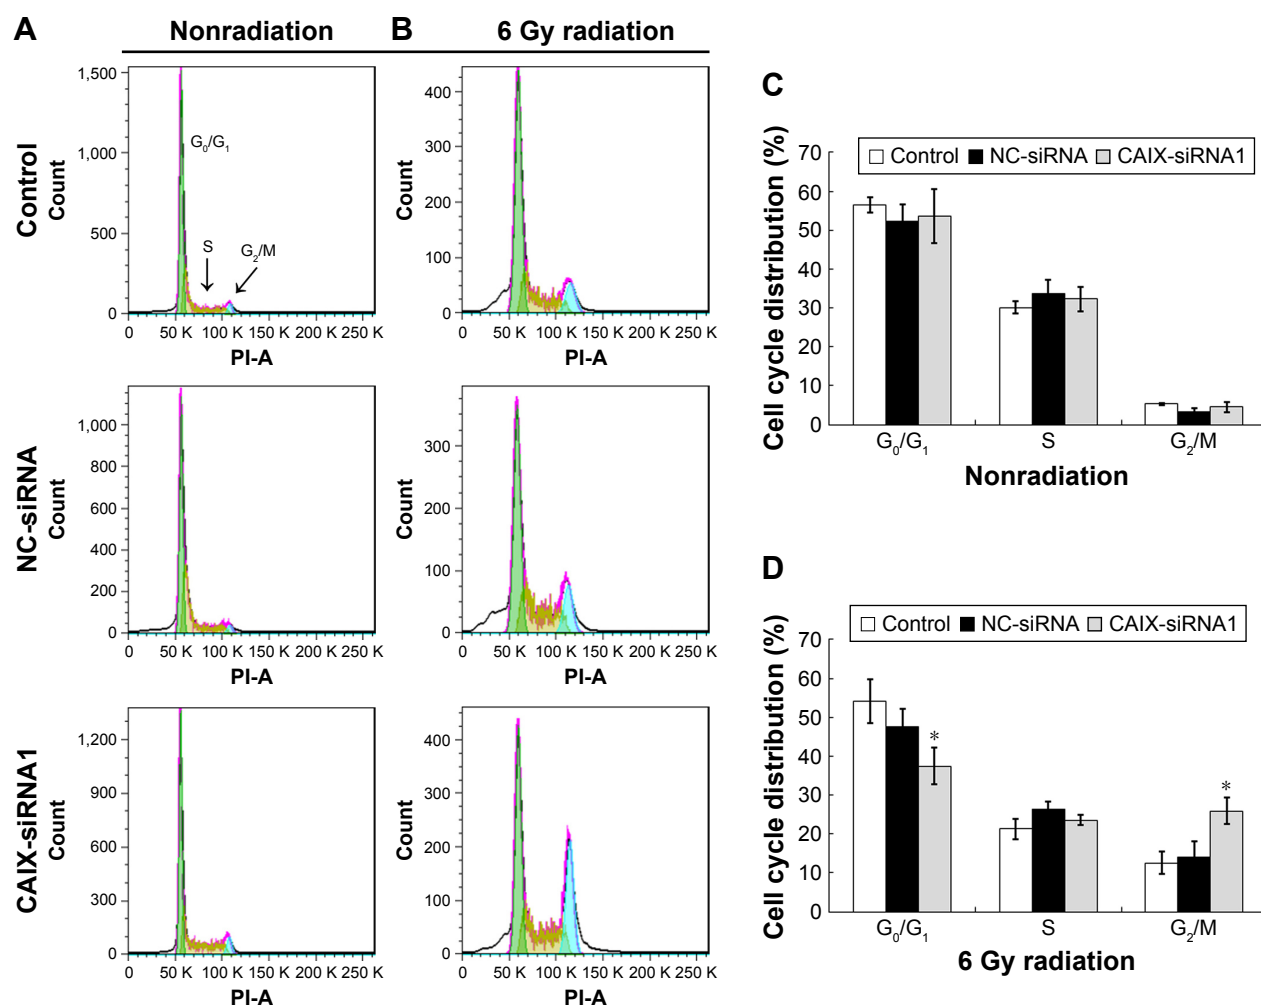 A Nonradiation B 6 Gy radiation
Control
Count
1,500
1,000
500
0
G0/G1
S
G2/M
0 50 K 100 K 150 K 200 K 250 K
PI-A
Count
400
300
200
100
0
0 50 K 100 K 150 K 200 K 250 K
PI-A
NC-siRNA
Count
1,000
800
600
400
200
0
0 50 K 100 K 150 K 200 K 250 K
PI-A
Count
300
200
100
0
0 50 K 100 K 150 K 200 K 250 K
PI-A
CAIX-siRNA1
Count
1,200
900
600
300
0
0 50 K 100 K 150 K 200 K 250 K
PI-A
Count
400
300
200
100
0
0 50 K 100 K 150 K 200 K 250 K
PI-A
C
Cell cycle distribution (%)
Control NC-siRNA CAIX-siRNA1
70
60
50
40
30
20
10
0
G0/G1 S G2/M
Nonradiation
D
Cell cycle distribution (%)
Control NC-siRNA CAIX-siRNA1
70
60
50
40
30
20
10
0
*
*
G0/G1 S G2/M
6 Gy radiation